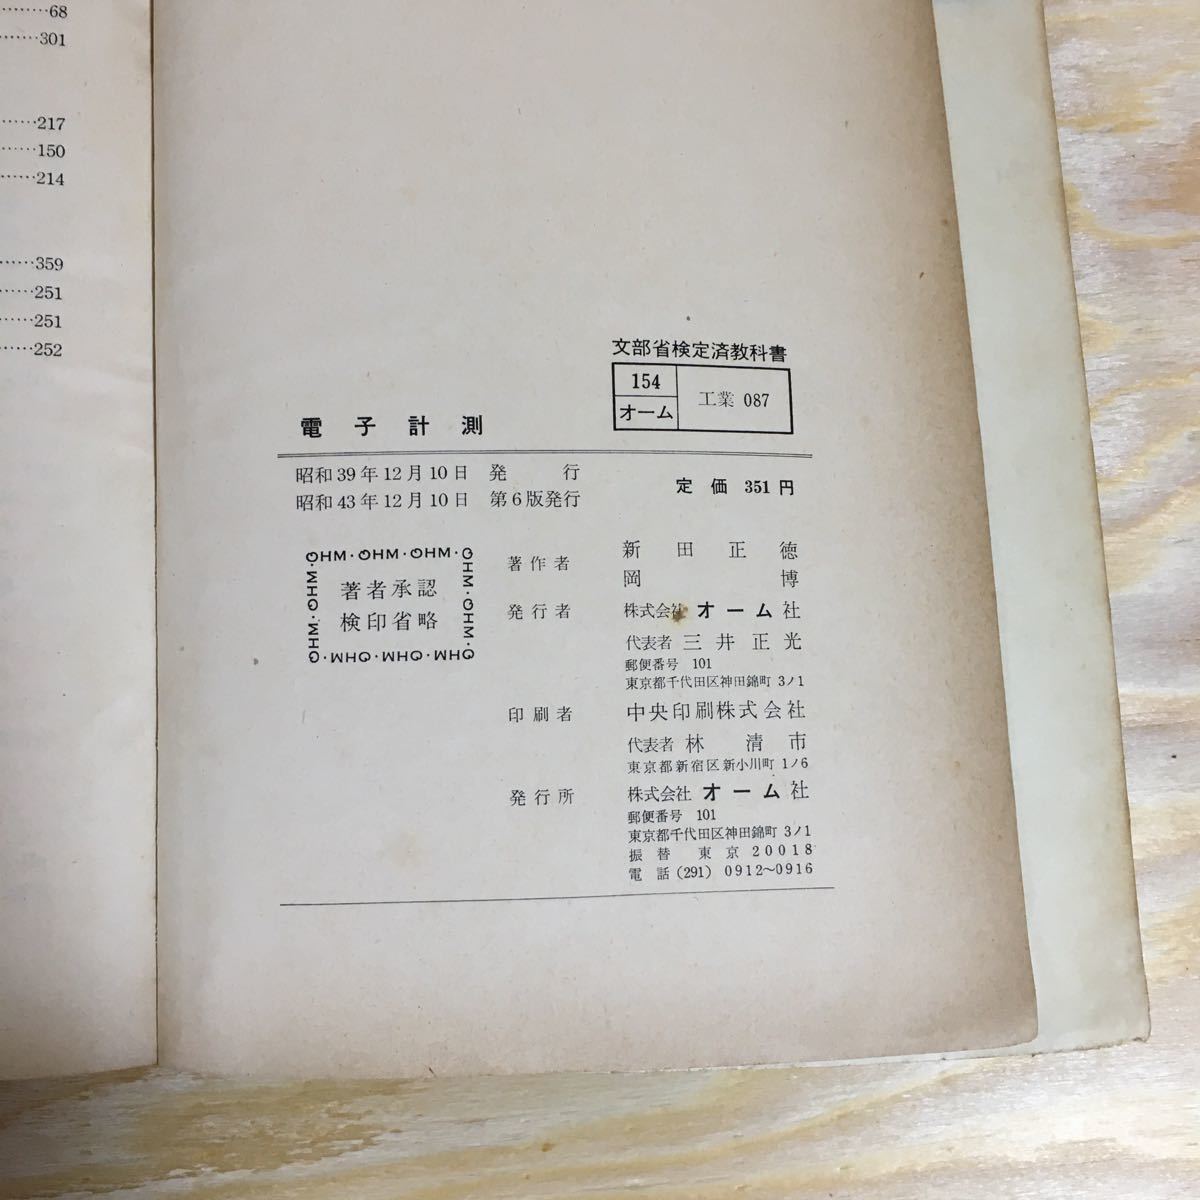 ………68
………301
……217
……150
……214
……359
……251
……251
……252
文部省検定済教科書
154
オーム
工業 087
電子計測
昭和39年12月10日 発行
昭和43年12月10日 第6版発行
定価 351円
OHM・OHM・OHM・OHM・OHM・OHM・OHM・OHM・OHM・OHM
著者承認
検印省略
著作者
新田正徳
岡博
発行者 株式会社 オーム社
代表者 三井正光
郵便番号 101
東京都千代田区神田錦町 3ノ1
印刷者 中央印刷株式会社
代表者 林清市
東京都新宿区新小川町 1ノ6
発行所 株式会社 オーム社
郵便番号 101
東京都千代田区神田錦町 3ノ1
振替 東京 20018
電話 (291) 0912〜0916